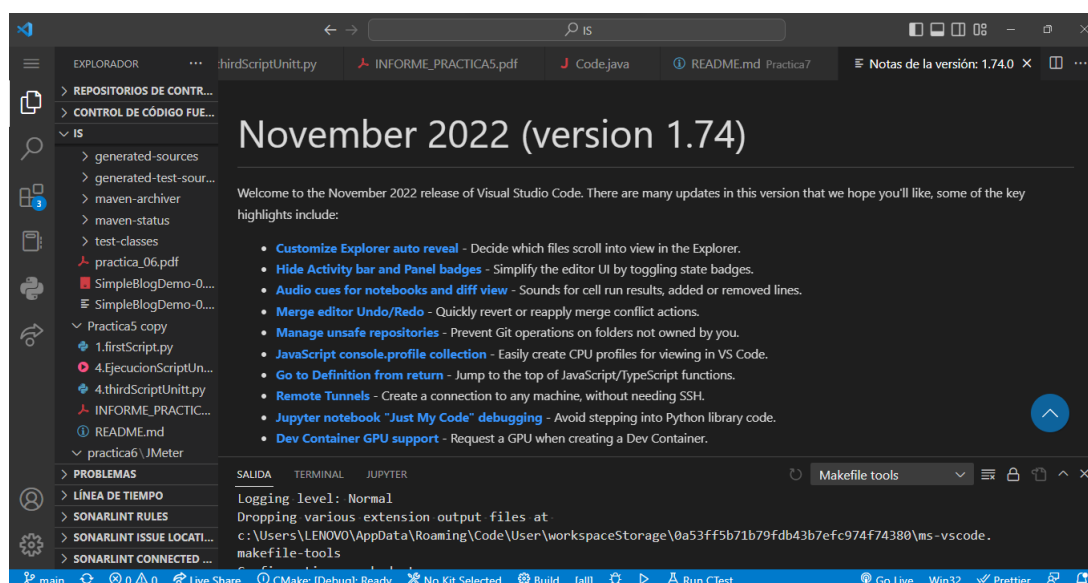 IS
EXPLORADOR
hirdScriptUnitt.py
INFORME_PRACTICA5.pdf
J Code.java
README.md Practica7
Notas de la versión: 1.74.0
REPOSITORIOS DE CONTR...
CONTROL DE CÓDIGO FUE...
IS
generated-sources
generated-test-sour...
maven-archiver
maven-status
test-classes
practica_06.pdf
SimpleBlogDemo-0....
SimpleBlogDemo-0....
Practica5 copy
1.firstScript.py
4.EjecucionScriptUn...
4.thirdScriptUnitt.py
INFORME_PRACTIC...
README.md
practica6 \ JMeter
PROBLEMAS
LÍNEA DE TIEMPO
SONARLINT RULES
SONARLINT ISSUE LOCATI...
SONARLINT CONNECTED ...
3
November 2022 (version 1.74)
Welcome to the November 2022 release of Visual Studio Code. There are many updates in this version that we hope you'll like, some of the key
highlights include:
• Customize Explorer auto reveal - Decide which files scroll into view in the Explorer.
• Hide Activity bar and Panel badges - Simplify the editor UI by toggling state badges.
• Audio cues for notebooks and diff view - Sounds for cell run results, added or removed lines.
• Merge editor Undo/Redo - Quickly revert or reapply merge conflict actions.
• Manage unsafe repositories - Prevent Git operations on folders not owned by you.
• JavaScript console.profile collection - Easily create CPU profiles for viewing in VS Code.
• Go to Definition from return - Jump to the top of JavaScript/TypeScript functions.
• Remote Tunnels - Create a connection to any machine, without needing SSH.
• Jupyter notebook "Just My Code" debugging - Avoid stepping into Python library code.
• Dev Container GPU support - Request a GPU when creating a Dev Container.
SALIDA TERMINAL JUPYTER Makefile tools
Logging level: Normal
Dropping various extension output files at
c:\Users\LENOVO\AppData\Roaming\Code\User\workspaceStorage\0a53ff5b71b79fdb43b7efc974f74380\ms-vscode.
makefile-tools
main 0 0 0 Live Share CMake: [Debug]: Ready No Kit Selected Build [all] Run CTest Go Live Win32 Prettier